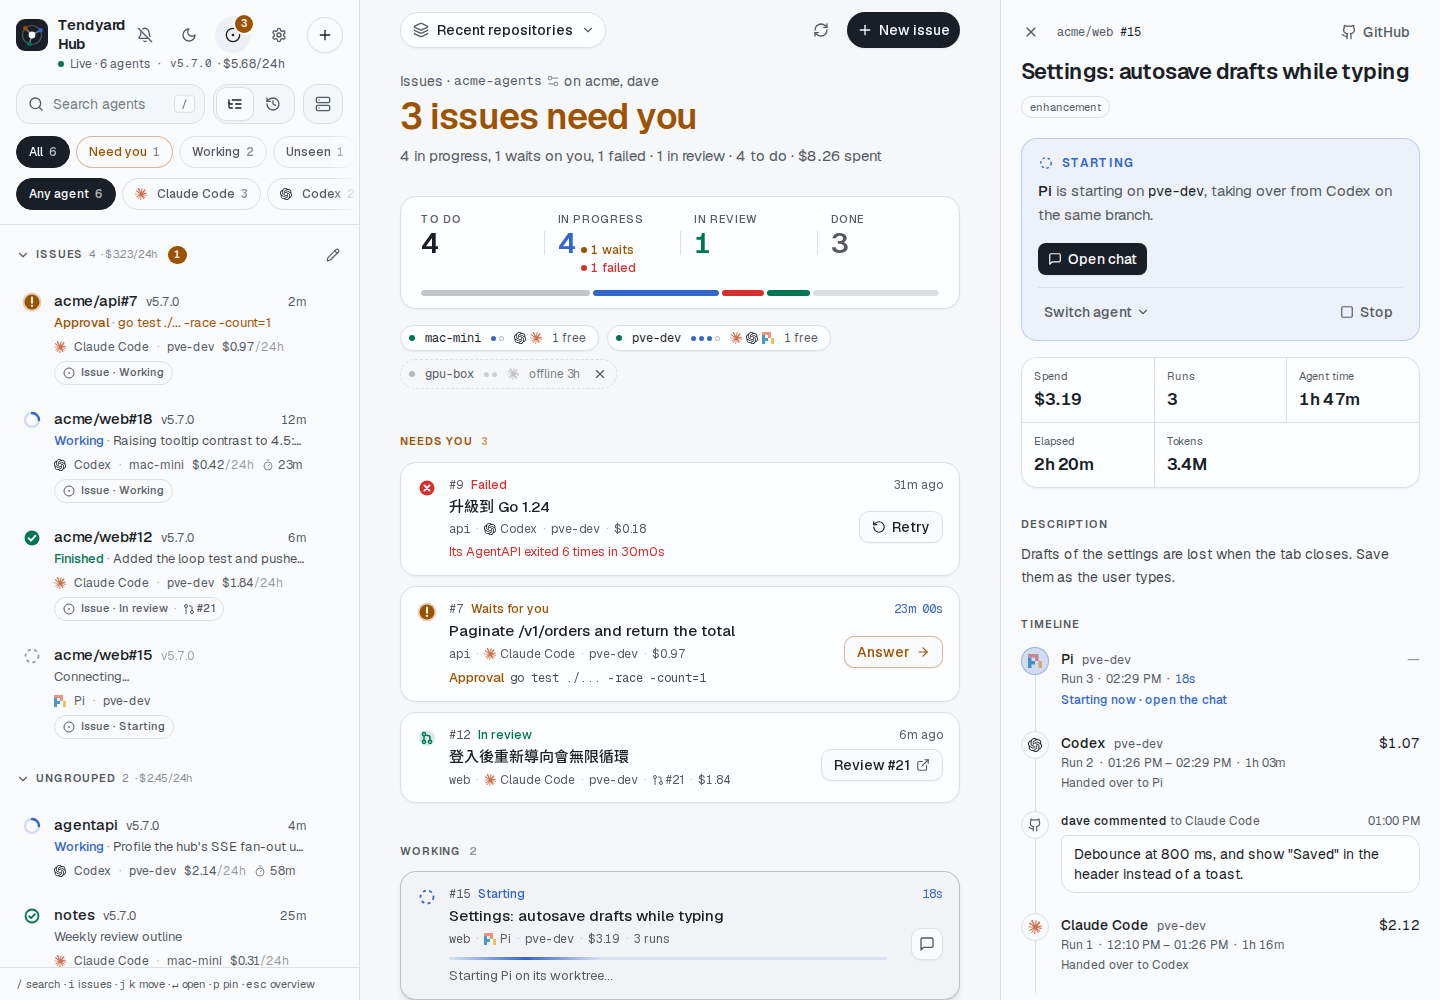 Tendyard Hub
3
Live · 6 agents · v5.7.0 · $5.68/24h
Search agents /
All 6
Need you 1
Working 2
Unseen 1
Any agent 6
Claude Code 3
Codex 2
ISSUES 4 · $3.23/24h 1
acme/api#7 v5.7.0 2m
Approval · go test ./... -race -count=1
Claude Code · pve-dev $0.97/24h
Issue · Working
acme/web#18 v5.7.0 12m
Working · Raising tooltip contrast to 4.5:...
Codex · mac-mini $0.42/24h 23m
Issue · Working
acme/web#12 v5.7.0 6m
Finished · Added the loop test and pushe...
Claude Code · pve-dev $1.84/24h
Issue · In review · #21
acme/web#15 v5.7.0
Connecting...
Pi · pve-dev
Issue · Starting
UNGROUPED 2 · $2.45/24h
agentapi v5.7.0 4m
Working · Profile the hub's SSE fan-out u...
Codex · pve-dev $2.14/24h 58m
notes v5.7.0 25m
Weekly review outline
Claude Code · mac-mini $0.31/24h
/ search · i issues · j k move · ↵ open · p pin · esc overview
Recent repositories
New issue
Issues · acme-agents on acme, dave
3 issues need you
4 in progress, 1 waits on you, 1 failed · 1 in review · 4 to do · $8.26 spent
TO DO
4
IN PROGRESS
4 1 waits
1 failed
IN REVIEW
1
DONE
3
mac-mini 1 free
pve-dev 1 free
gpu-box offline 3h
NEEDS YOU 3
#9 Failed 31m ago
升級到 Go 1.24
api · Codex · pve-dev · $0.18
Its AgentAPI exited 6 times in 30m0s
Retry
#7 Waits for you 23m 00s
Paginate /v1/orders and return the total
api · Claude Code · pve-dev · $0.97
Approval go test ./... -race -count=1
Answer
#12 In review 6m ago
登入後重新導向會無限循環
web · Claude Code · pve-dev · #21 · $1.84
Review #21
WORKING 2
#15 Starting 18s
Settings: autosave drafts while typing
web · Pi · pve-dev · $3.19 · 3 runs
Starting Pi on its worktree...
acme/web #15
GitHub
Settings: autosave drafts while typing
enhancement
STARTING
Pi is starting on pve-dev, taking over from Codex on
the same branch.
Open chat
Switch agent
Stop
Spend
$3.19
Runs
3
Agent time
1h 47m
Elapsed
2h 20m
Tokens
3.4M
DESCRIPTION
Drafts of the settings are lost when the tab closes. Save
them as the user types.
TIMELINE
Pi pve-dev —
Run 3 · 02:29 PM · 18s
Starting now · open the chat
Codex pve-dev $1.07
Run 2 · 01:26 PM – 02:29 PM · 1h 03m
Handed over to Pi
dave commented to Claude Code 01:00 PM
Debounce at 800 ms, and show "Saved" in the
header instead of a toast.
Claude Code pve-dev $2.12
Run 1 · 12:10 PM – 01:26 PM · 1h 16m
Handed over to Codex